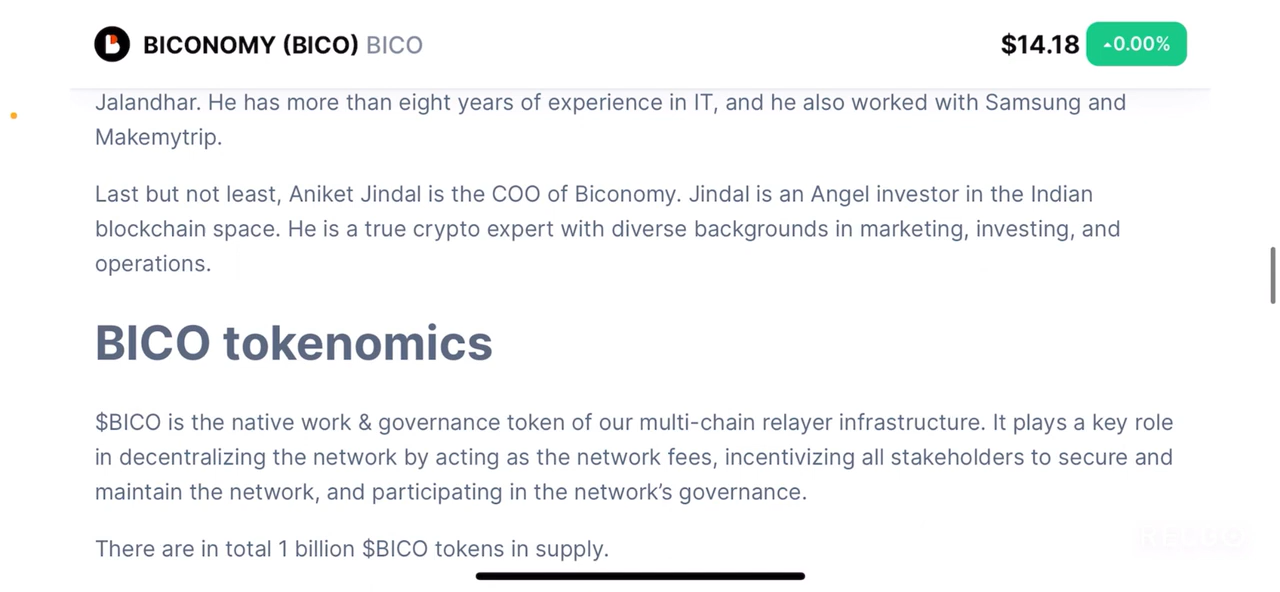 BICONOMY (BICO) BICO
$14.18
0.00%
Jalandhar. He has more than eight years of experience in IT, and he also worked with Samsung and
Makemytrip.
Last but not least, Aniket Jindal is the COO of Biconomy. Jindal is an Angel investor in the Indian
blockchain space. He is a true crypto expert with diverse backgrounds in marketing, investing, and
operations.
BICO tokenomics
$BICO is the native work & governance token of our multi-chain relayer infrastructure. It plays a key role
in decentralizing the network by acting as the network fees, incentivizing all stakeholders to secure and
maintain the network, and participating in the network’s governance.
There are in total 1 billion $BICO tokens in supply.